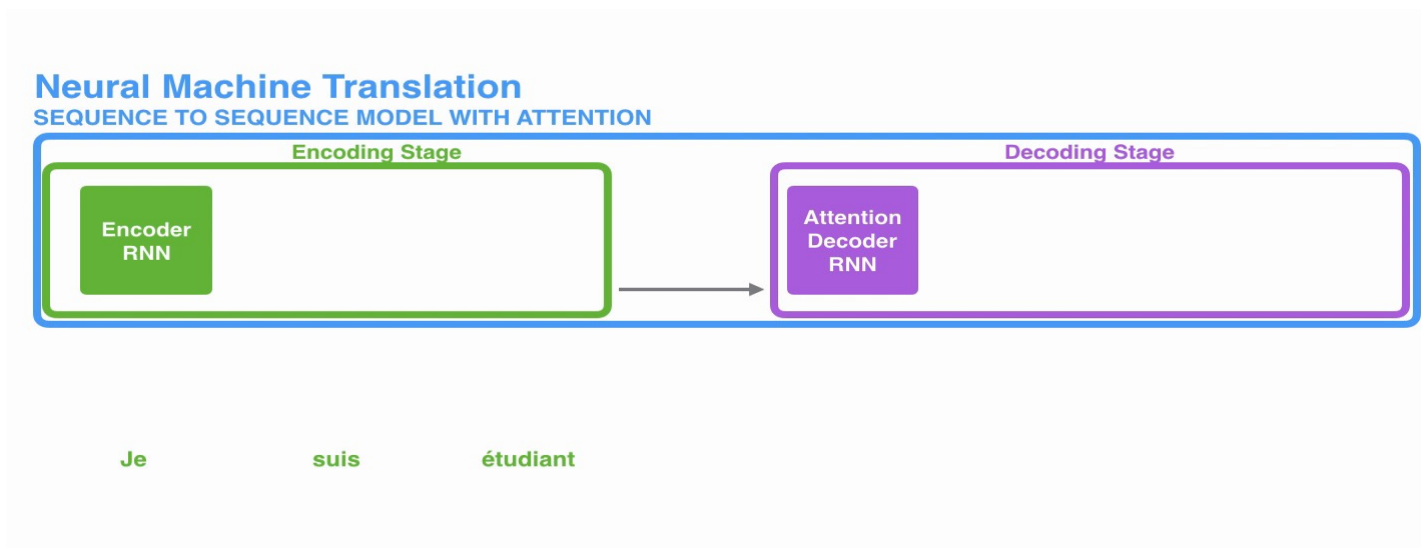 Neural Machine Translation
SEQUENCE TO SEQUENCE MODEL WITH ATTENTION
Encoding Stage
Decoding Stage
Encoder
RNN
Attention
Decoder
RNN
Je suis étudiant